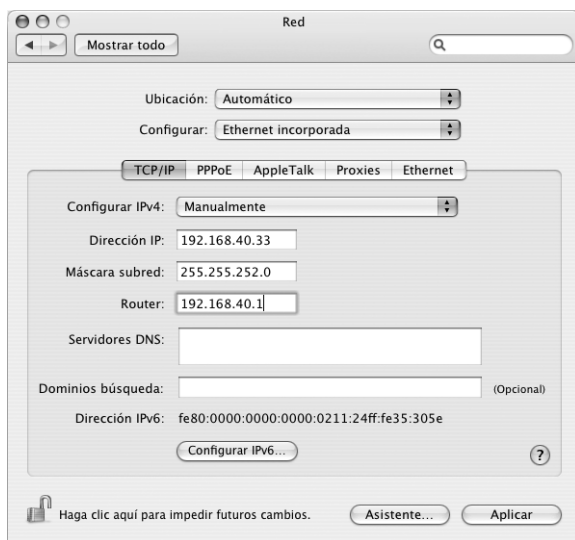 Red
Mostrar todo
Ubicación: Automático
Configurar: Ethernet incorporada
TCP/IP PPPoE AppleTalk Proxies Ethernet
Configurar IPv4: Manualmente
Dirección IP: 192.168.40.33
Máscara subred: 255.255.252.0
Router: 192.168.40.1
Servidores DNS:
Dominios búsqueda: (Opcional)
Dirección IPv6: fe80:0000:0000:0000:0211:24ff:fe35:305e
Configurar IPv6...
?
Haga clic aquí para impedir futuros cambios. Asistente... Aplicar